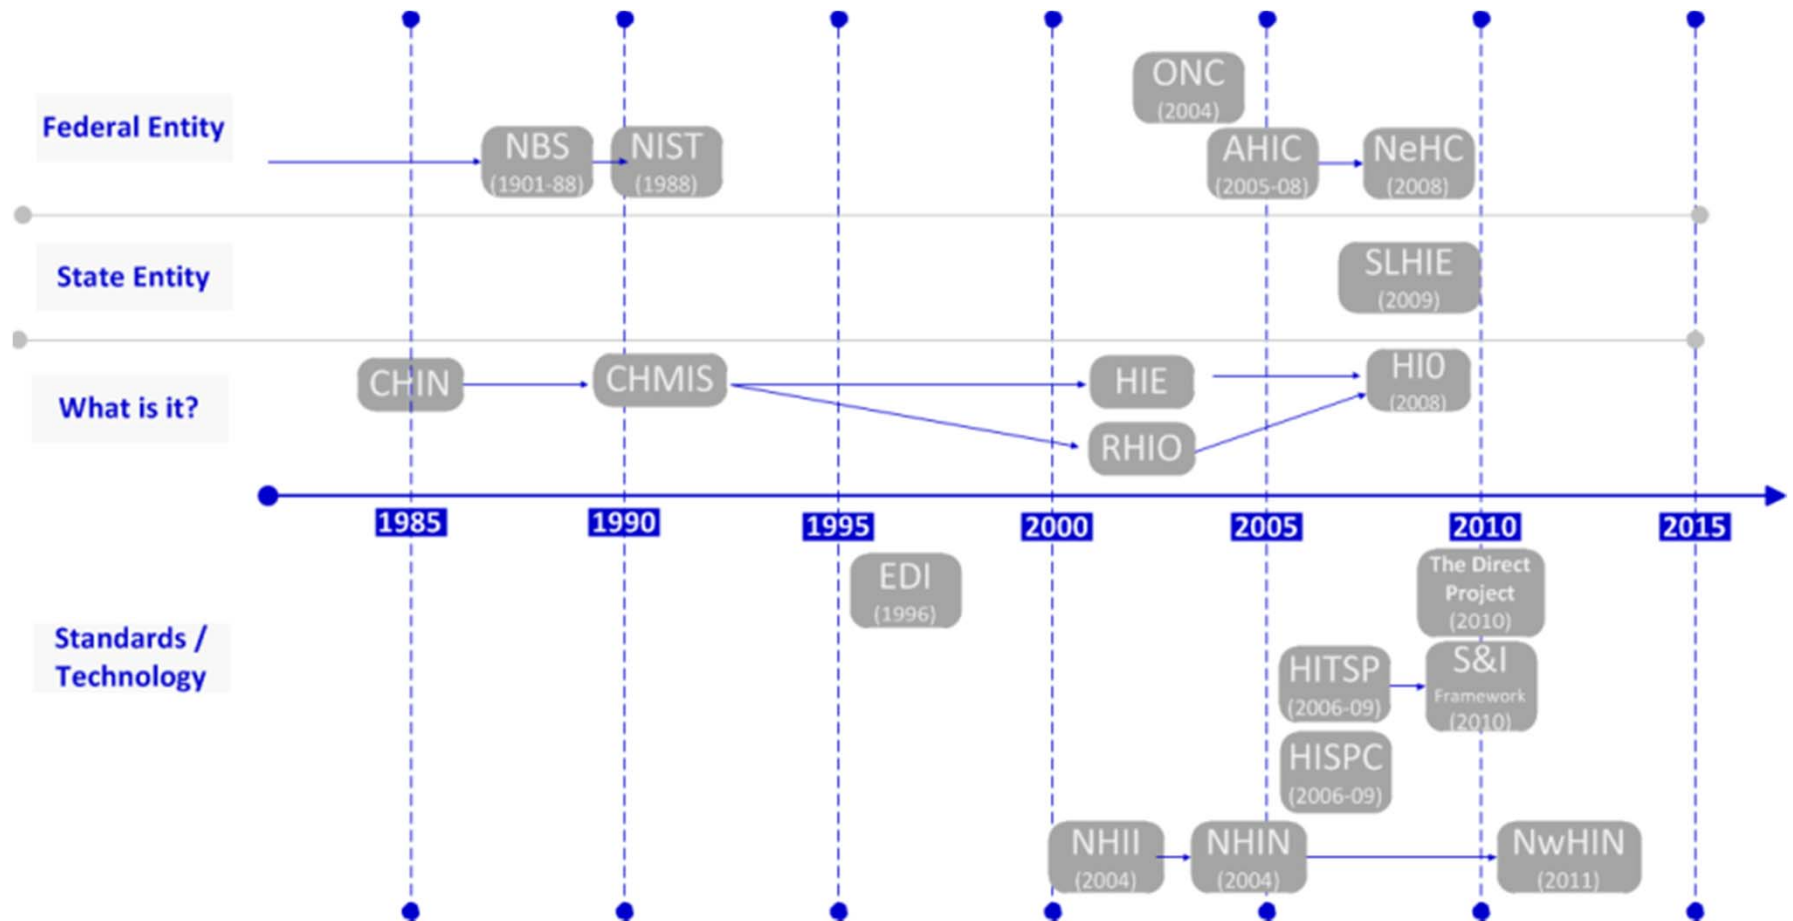 ONC
(2004)
Federal Entity
NBS
(1901-88)
NIST
(1988)
AHIC
(2005-08)
NeHC
(2008)
State Entity
SLHIE
(2009)
What is it?
CHIN
CHMIS
HIE
HI0
(2008)
RHIO
1985
1990
1995
2000
2005
2010
2015
Standards /
Technology
EDI
(1996)
The Direct
Project
(2010)
HITSP
(2006-09)
S&I
Framework
(2010)
HISPC
(2006-09)
NHII
(2004)
NHIN
(2004)
NwHIN
(2011)